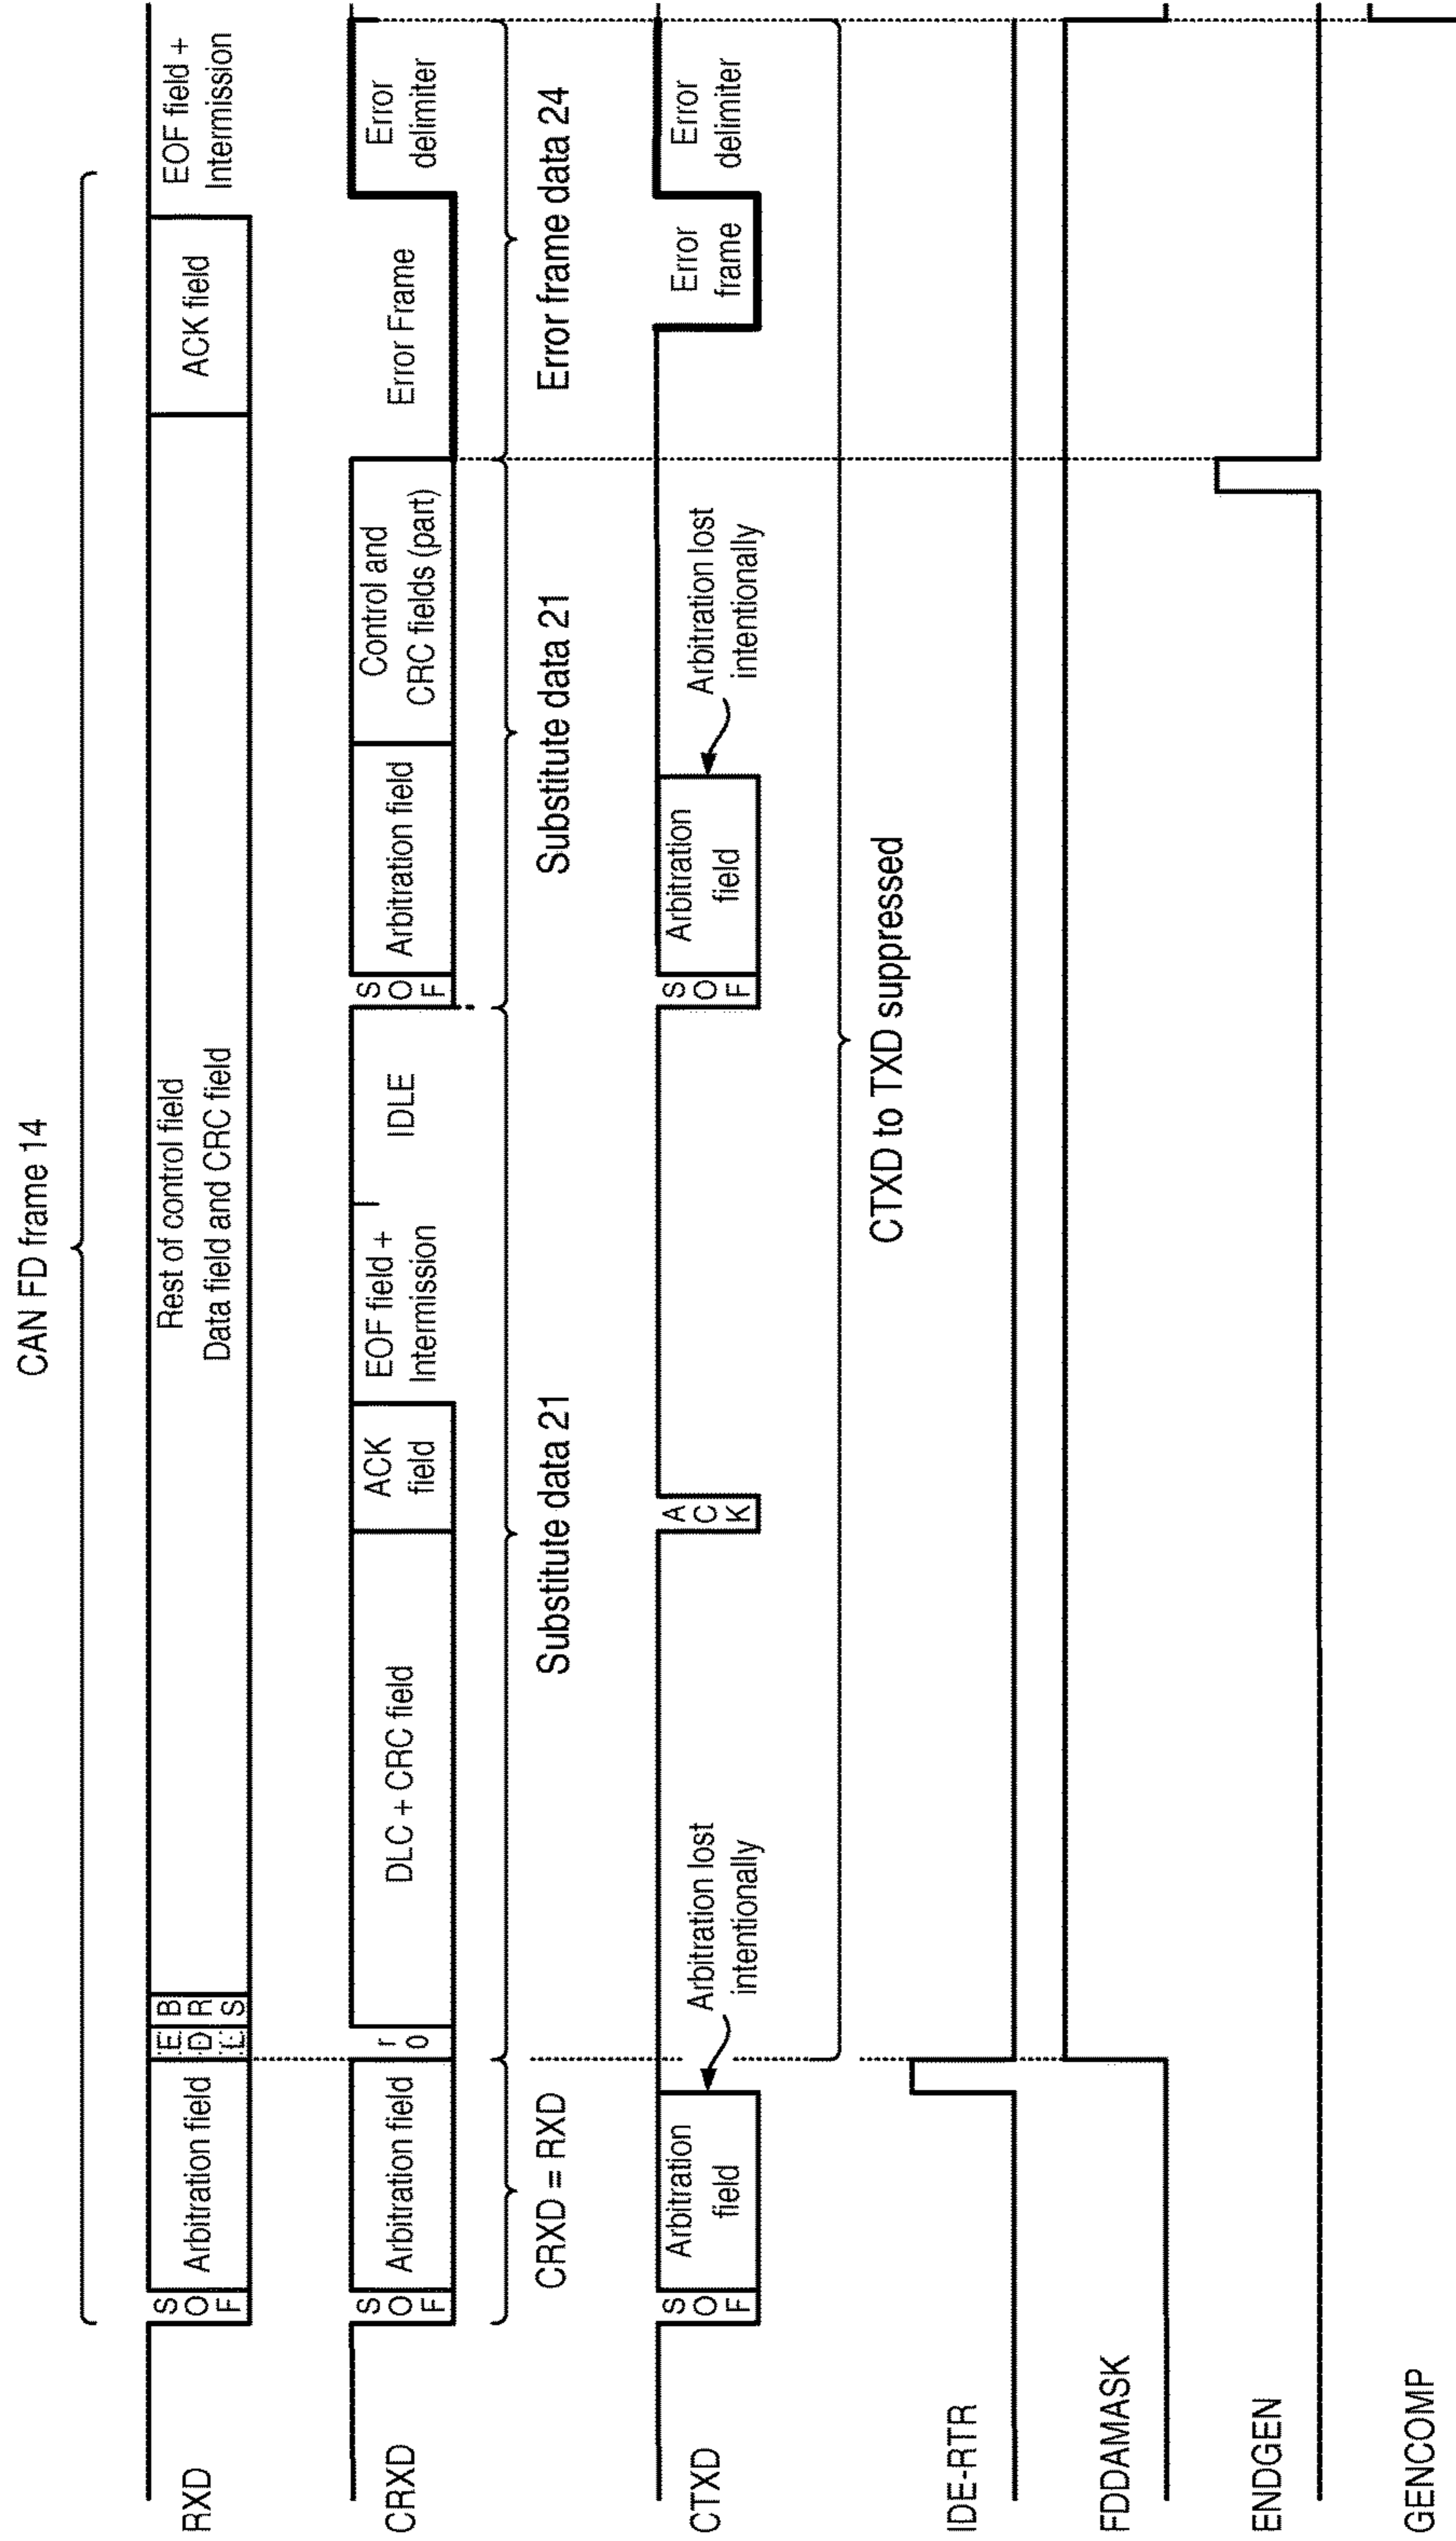 CAN FD frame 14
RXD
S
O
F
Arbitration field
E
D
L
B
R
S
Rest of control field
Data field and CRC field
ACK field
EOF field +
Intermission
CRXD
S
O
F
Arbitration field
r
0
DLC + CRC field
ACK
field
EOF field +
Intermission
IDLE
S
O
F
Arbitration field
Control and
CRC fields (part)
Error Frame
Error
delimiter
CRXD = RXD
Substitute data 21
Substitute data 21
Error frame data 24
CTXD
S
O
F
Arbitration
field
Arbitration lost
intentionally
A
C
K
S
O
F
Arbitration
field
Arbitration lost
intentionally
Error
frame
Error
delimiter
CTXD to TXD suppressed
IDE-RTR
FDDAMASK
ENDGEN
GENCOMP